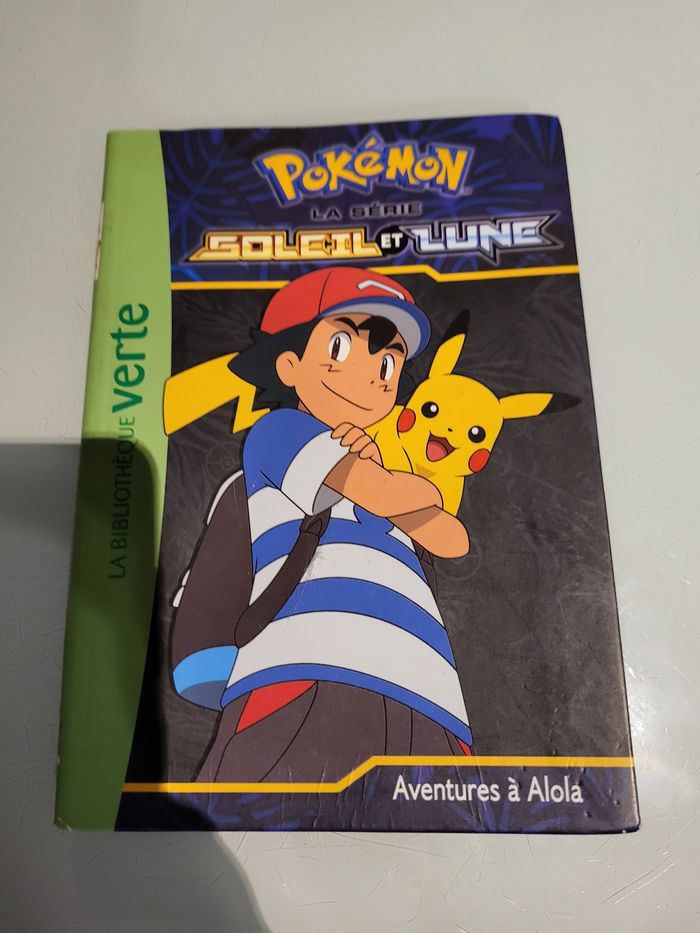 POKÉMON
LA SÉRIE
SOLEIL ET LUNE
LA BIBLIOTHÈQUE verte
Aventures à Alola